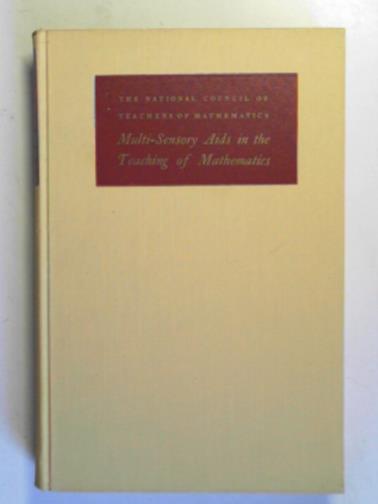 THE NATIONAL COUNCIL OF
TEACHERS OF MATHEMATICS
Multi-Sensory Aids in the
Teaching of Mathematics